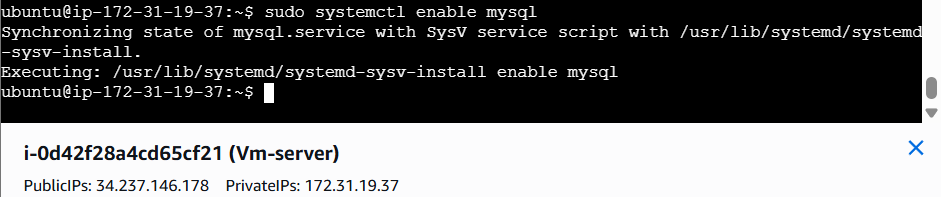 ubuntu@ip-172-31-19-37:~$ sudo systemctl enable mysql
Synchronizing state of mysql.service with SysV service script with /usr/lib/systemd/systemd
-sysv-install.
Executing: /usr/lib/systemd/systemd-sysv-install enable mysql
ubuntu@ip-172-31-19-37:~$
i-0d42f28a4cd65cf21 (Vm-server)
PublicIPs: 34.237.146.178 PrivateIPs: 172.31.19.37